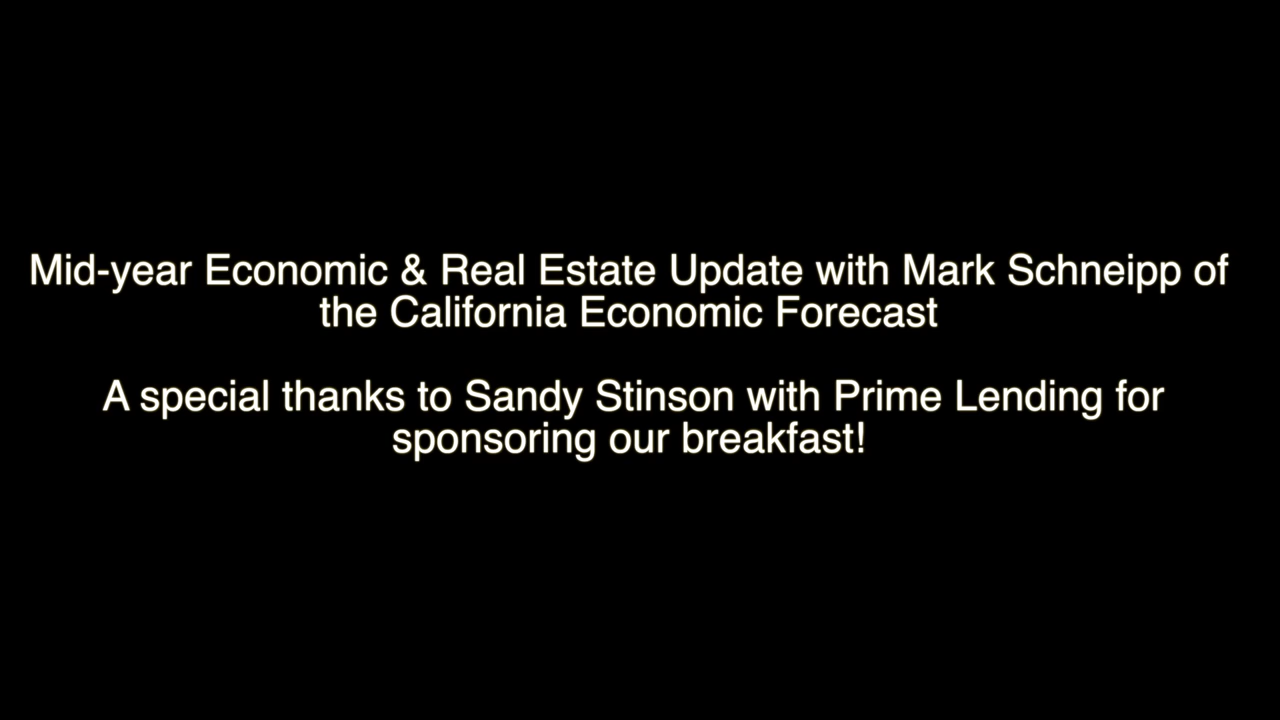 Mid-year Economic & Real Estate Update with Mark Schneipp of
the California Economic Forecast
A special thanks to Sandy Stinson with Prime Lending for
sponsoring our breakfast!